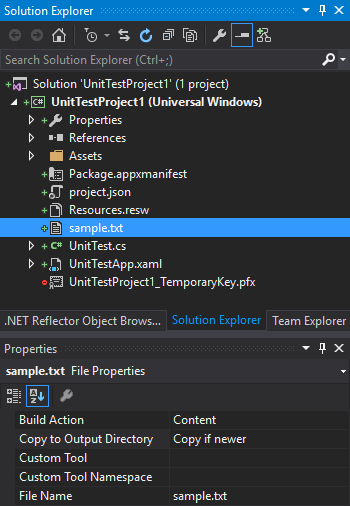 Solution Explorer
Search Solution Explorer (Ctrl+;)
Solution 'UnitTestProject1' (1 project)
C# UnitTestProject1 (Universal Windows)
Properties
References
Assets
Package.appxmanifest
project.json
Resources.resw
sample.txt
C# UnitTest.cs
UnitTestApp.xaml
UnitTestProject1_TemporaryKey.pfx
.NET Reflector Object Brows... Solution Explorer Team Explorer
Properties
sample.txt File Properties
Build Action Content
Copy to Output Directory Copy if newer
Custom Tool
Custom Tool Namespace
File Name sample.txt